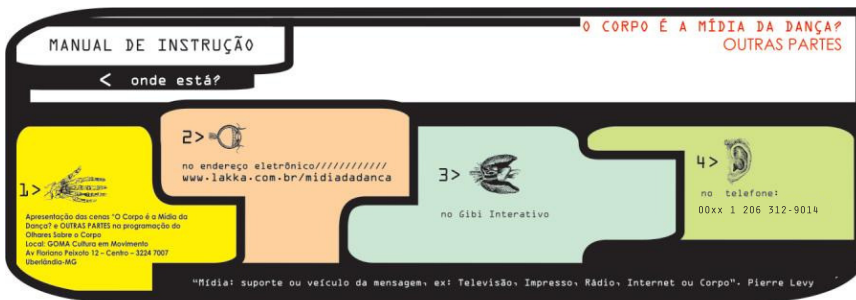 O CORPO É A MÍDIA DA DANÇA?
OUTRAS PARTES
MANUAL DE INSTRUÇÃO
< onde está?
1>
Apresentação das cenas "O Corpo é a Mídia da
Dança? e OUTRAS PARTES na programação do
Olhares Sobre o Corpo
Local: GOMA Cultura em Movimento
Av Floriano Peixoto 12 – Centro – 3224 7007
Uberlândia-MG
2>
no endereço eletrônico////////////
www.lakka.com.br/midiadadanca
3>
no Gibi Interativo
4>
no telefone:
00xx 1 206 312-9014
"Mídia: suporte ou veículo da mensagem, ex: Televisão, Impresso, Rádio, Internet ou Corpo". Pierre Levy